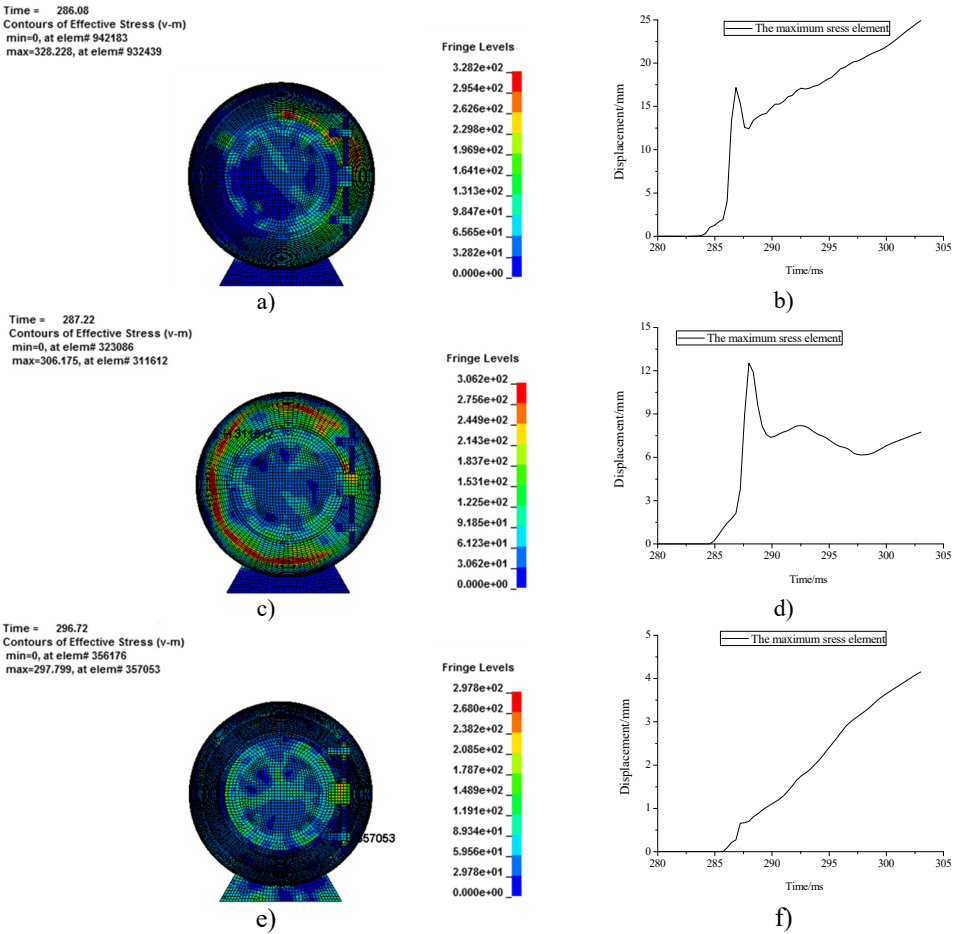 Time = 286.08
Contours of Effective Stress (v-m)
min=0, at elem# 942183
max=328.228, at elem# 932439
Fringe Levels
3.282e+02
2.954e+02
2.626e+02
2.298e+02
1.969e+02
1.641e+02
1.313e+02
9.847e+01
6.565e+01
3.282e+01
0.000e+00
a)
The maximum sress element
Displacement/mm
25
20
15
10
5
0
280
285
290
295
300
305
Time/ms
b)
Time = 287.22
Contours of Effective Stress (v-m)
min=0, at elem# 323086
max=306.175, at elem# 311612
H 311612
Fringe Levels
3.062e+02
2.756e+02
2.449e+02
2.143e+02
1.837e+02
1.531e+02
1.225e+02
9.185e+01
6.123e+01
3.062e+01
0.000e+00
c)
The maximum sress element
Displacement/mm
15
12
9
6
3
0
280
285
290
295
300
305
Time/ms
d)
Time = 296.72
Contours of Effective Stress (v-m)
min=0, at elem# 356176
max=297.799, at elem# 357053
357053
Fringe Levels
2.978e+02
2.680e+02
2.382e+02
2.085e+02
1.787e+02
1.489e+02
1.191e+02
8.934e+01
5.956e+01
2.978e+01
0.000e+00
e)
The maximum sress element
Displacement/mm
5
4
3
2
1
0
280
285
290
295
300
305
Time/ms
f)